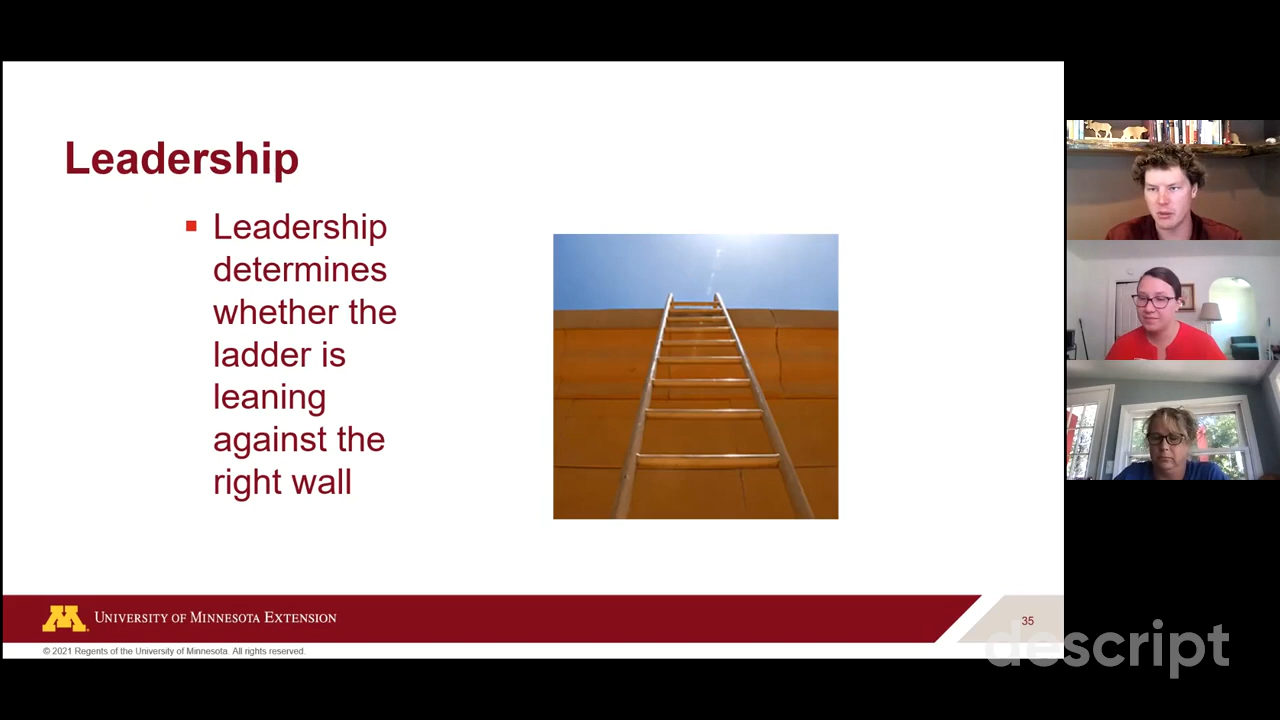 Leadership
Leadership
determines
whether the
ladder is
leaning
against the
right wall
UNIVERSITY OF MINNESOTA EXTENSION
35
© 2021 Regents of the University of Minnesota. All rights reserved.
descript